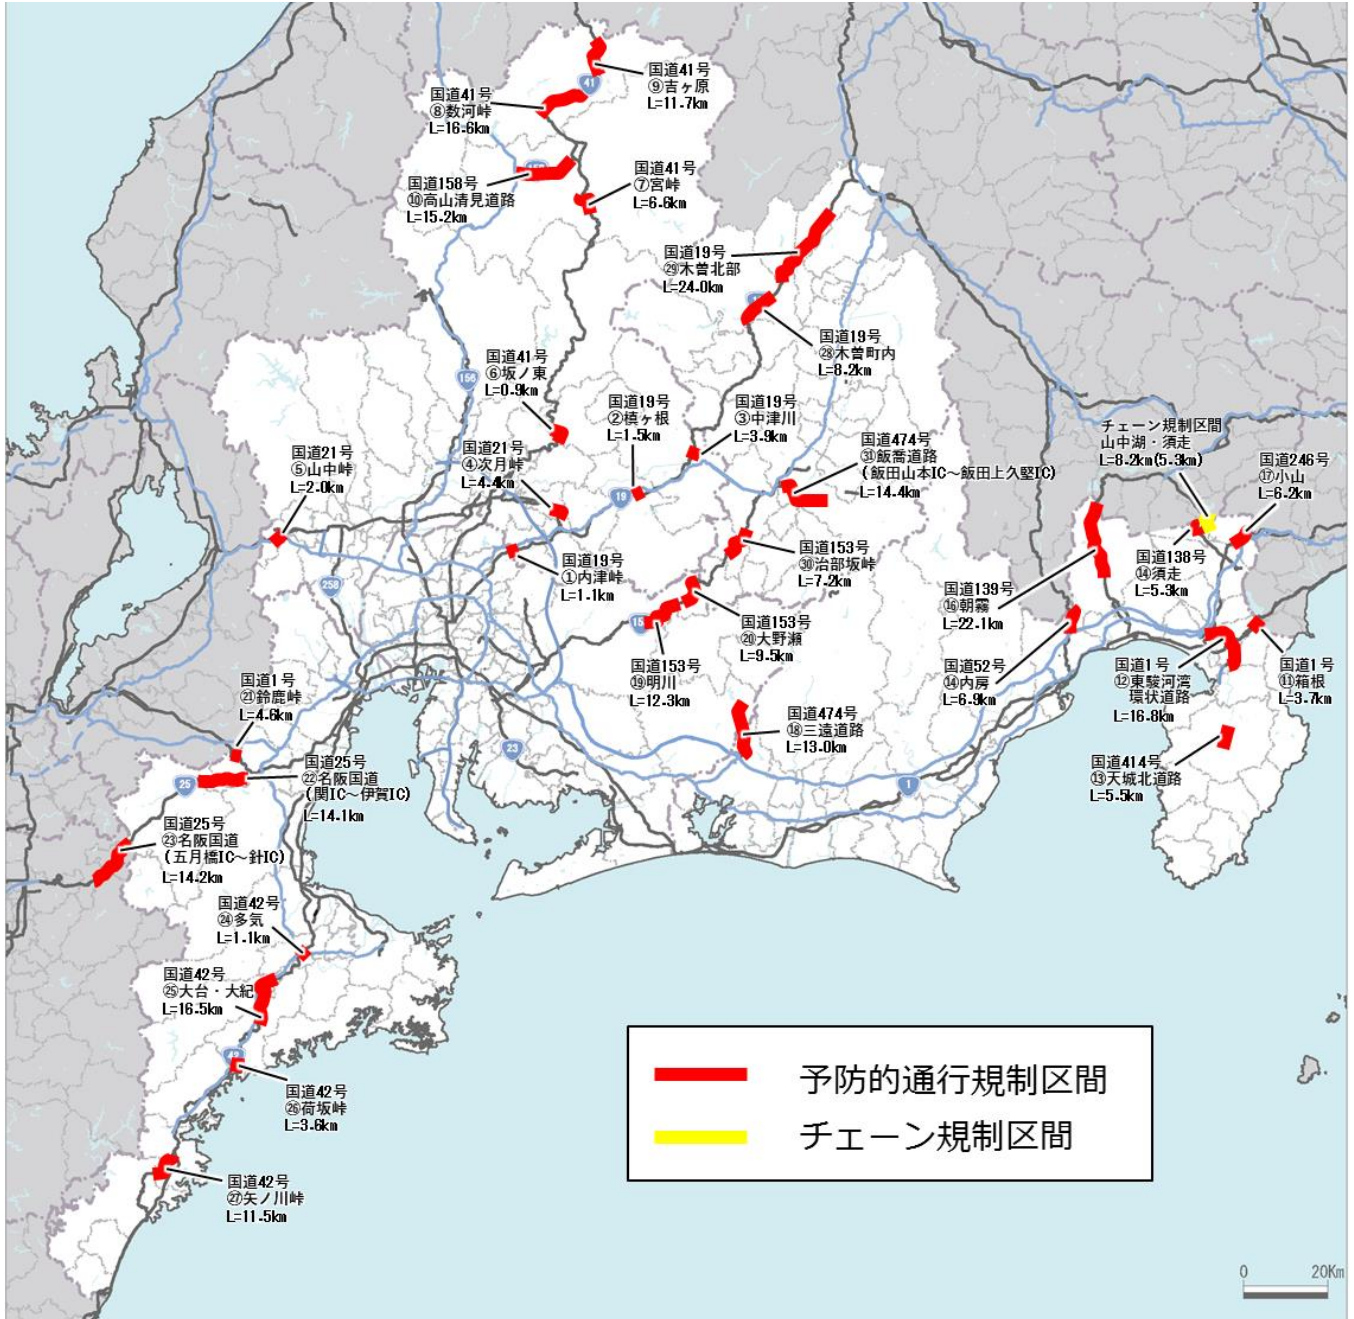 国道41号
⑨吉ヶ原
L=11.7km
41
国道41号
⑧数河峠
L=16.6km
国道158号
⑩高山清見道路
L=15.2km
国道41号
⑦宮峠
L=6.6km
国道19号
㉙木曽北部
L=24.0km
国道19号
㉘木曽町内
L=8.2km
国道41号
⑥坂ノ東
L=0.9km
156
国道19号
②槙ヶ根
L=1.5km
国道19号
③中津川
L=3.9km
国道474号
㉛飯喬道路
(飯田山本IC～飯田上久堅IC)
L=14.4km
チェーン規制区間
山中湖・須走
L=8.2km(5.3km)
国道246号
⑰小山
L=6.2km
国道21号
⑤山中峠
L=2.0km
国道21号
④次月峠
L=4.4km
19
国道19号
①内津峠
L=1.1km
258
国道153号
㉚治部坂峠
L=7.2km
国道138号
⑭須走
L=5.3km
国道139号
⑯朝霧
L=22.1km
国道153号
⑳大野瀬
L=9.5km
国道153号
⑲明川
L=12.3km
国道52号
⑭内房
L=6.9km
国道1号
⑫東駿河湾
環状道路
L=16.8km
国道1号
⑪箱根
L=3.7km
国道1号
㉑鈴鹿峠
L=4.6km
国道474号
⑱三遠道路
L=13.0km
23
1
国道414号
⑬天城北道路
L=5.5km
25
国道25号
㉒名阪国道
(関IC～伊賀IC)
L=14.1km
国道25号
㉓名阪国道
(五月橋IC～針IC)
L=14.2km
国道42号
㉔多気
L=1.1km
国道42号
㉕大台・大紀
L=16.5km
国道42号
㉖荷坂峠
L=3.6km
国道42号
㉗矢ノ川峠
L=11.5km
予防的通行規制区間
チェーン規制区間
0 20Km